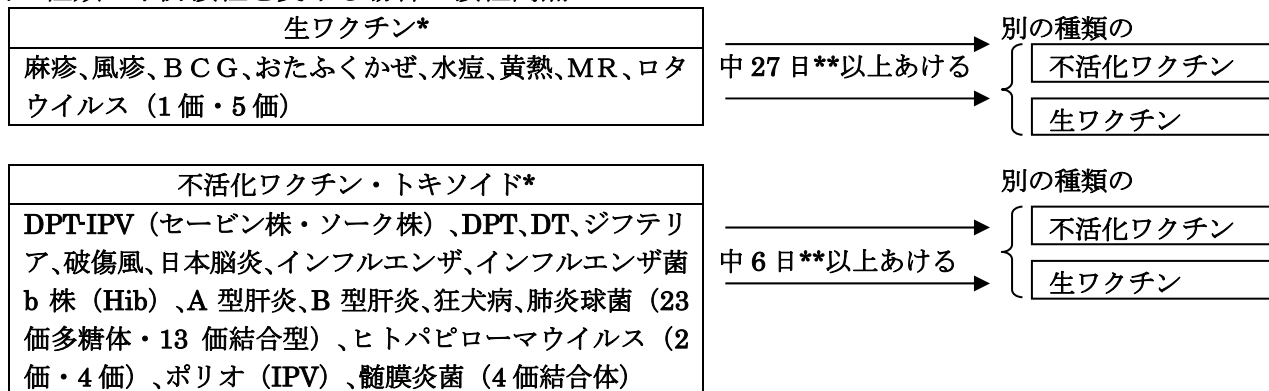 生ワクチン*
麻疹、風疹、BCG、おたふくかぜ、水痘、黄熱、MR、ロタ
ウイルス（1価・5価）
中27日**以上あける
別の種類の
不活化ワクチン
生ワクチン
不活化ワクチン・トキソイド*
DPT-IPV（セービン株・ソーク株）、DPT、DT、ジフテリ
ア、破傷風、日本脳炎、インフルエンザ、インフルエンザ菌
b株（Hib）、A型肝炎、B型肝炎、狂犬病、肺炎球菌（23
価多糖体・13 価結合型）、ヒトパピローマウイルス（2
価・4価）、ポリオ（IPV）、髄膜炎菌（4価結合体）
中6日**以上あける
別の種類の
不活化ワクチン
生ワクチン